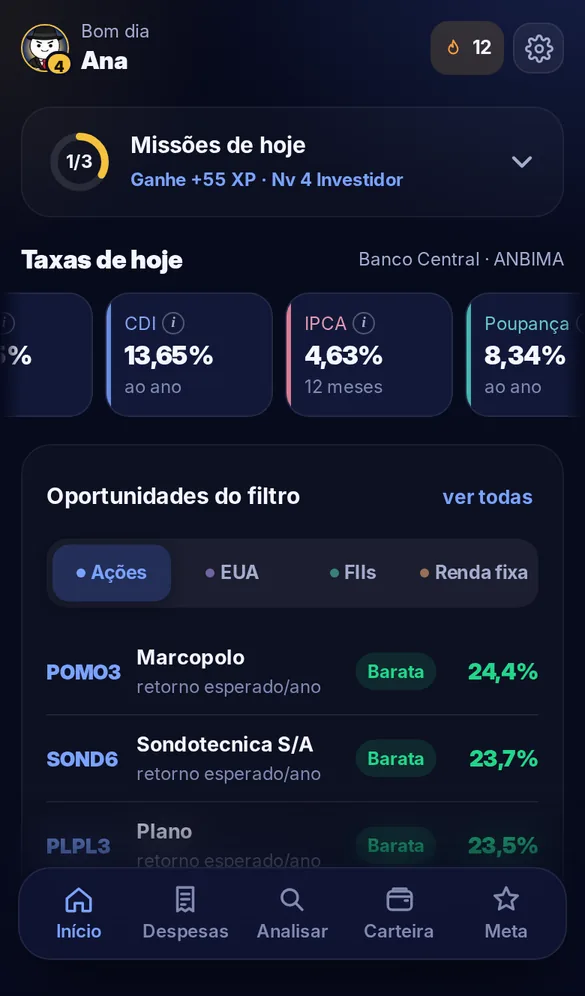 Bom dia
Ana
4
12
1/3
Missões de hoje
Ganhe +55 XP · Nv 4 Investidor
Taxas de hoje
Banco Central · ANBIMA
%
ao ano
CDI i
13,65%
ao ano
IPCA i
4,63%
12 meses
Poupança
8,34%
ao ano
Oportunidades do filtro
ver todas
Ações
EUA
FIIs
Renda fixa
POMO3
Marcopolo
retorno esperado/ano
Barata
24,4%
SOND6
Sondotecnica S/A
retorno esperado/ano
Barata
23,7%
PLPL3
Plano
retorno esperado/ano
Barata
23,5%
Início
Despesas
Analisar
Carteira
Meta